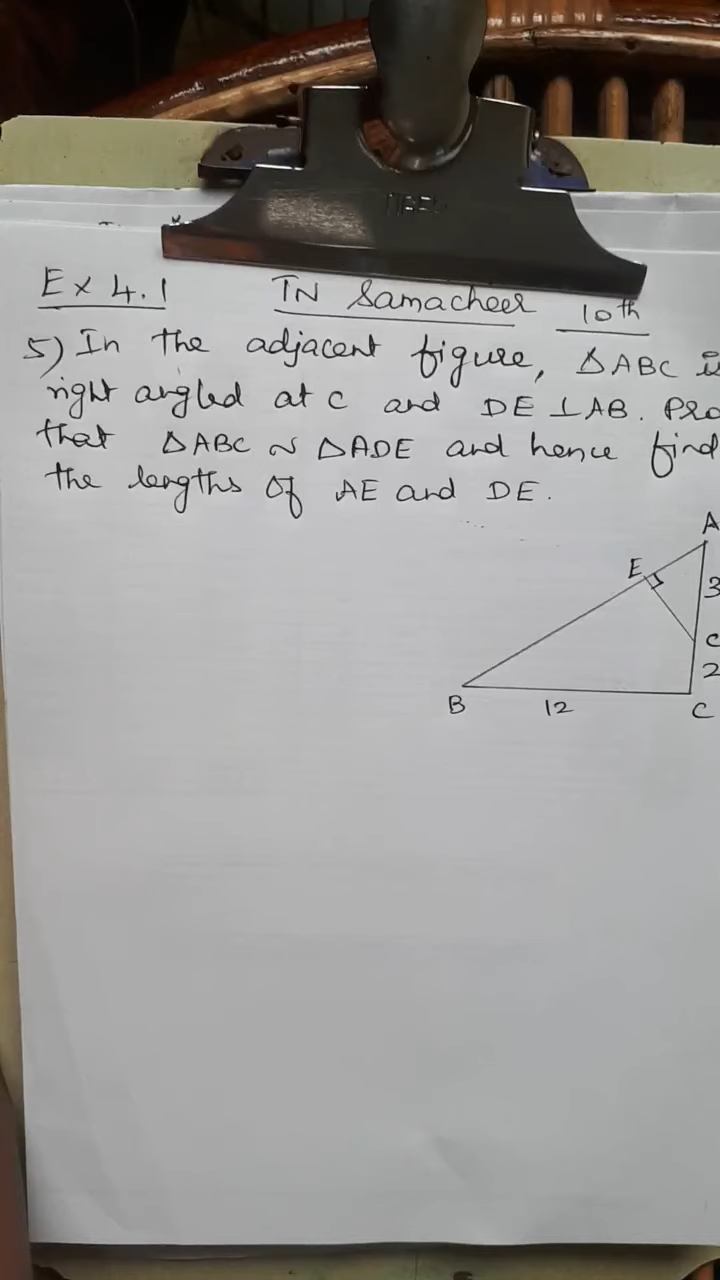 Ex 4.1 TN Samacheer 10th
5) In the adjacent figure, ΔABC is
right angled at C and DE ⊥ AB. Pro
that ΔABC ~ ΔADE and hence find
the lengths of AE and DE.
A
E
3
C
2
B 12 C